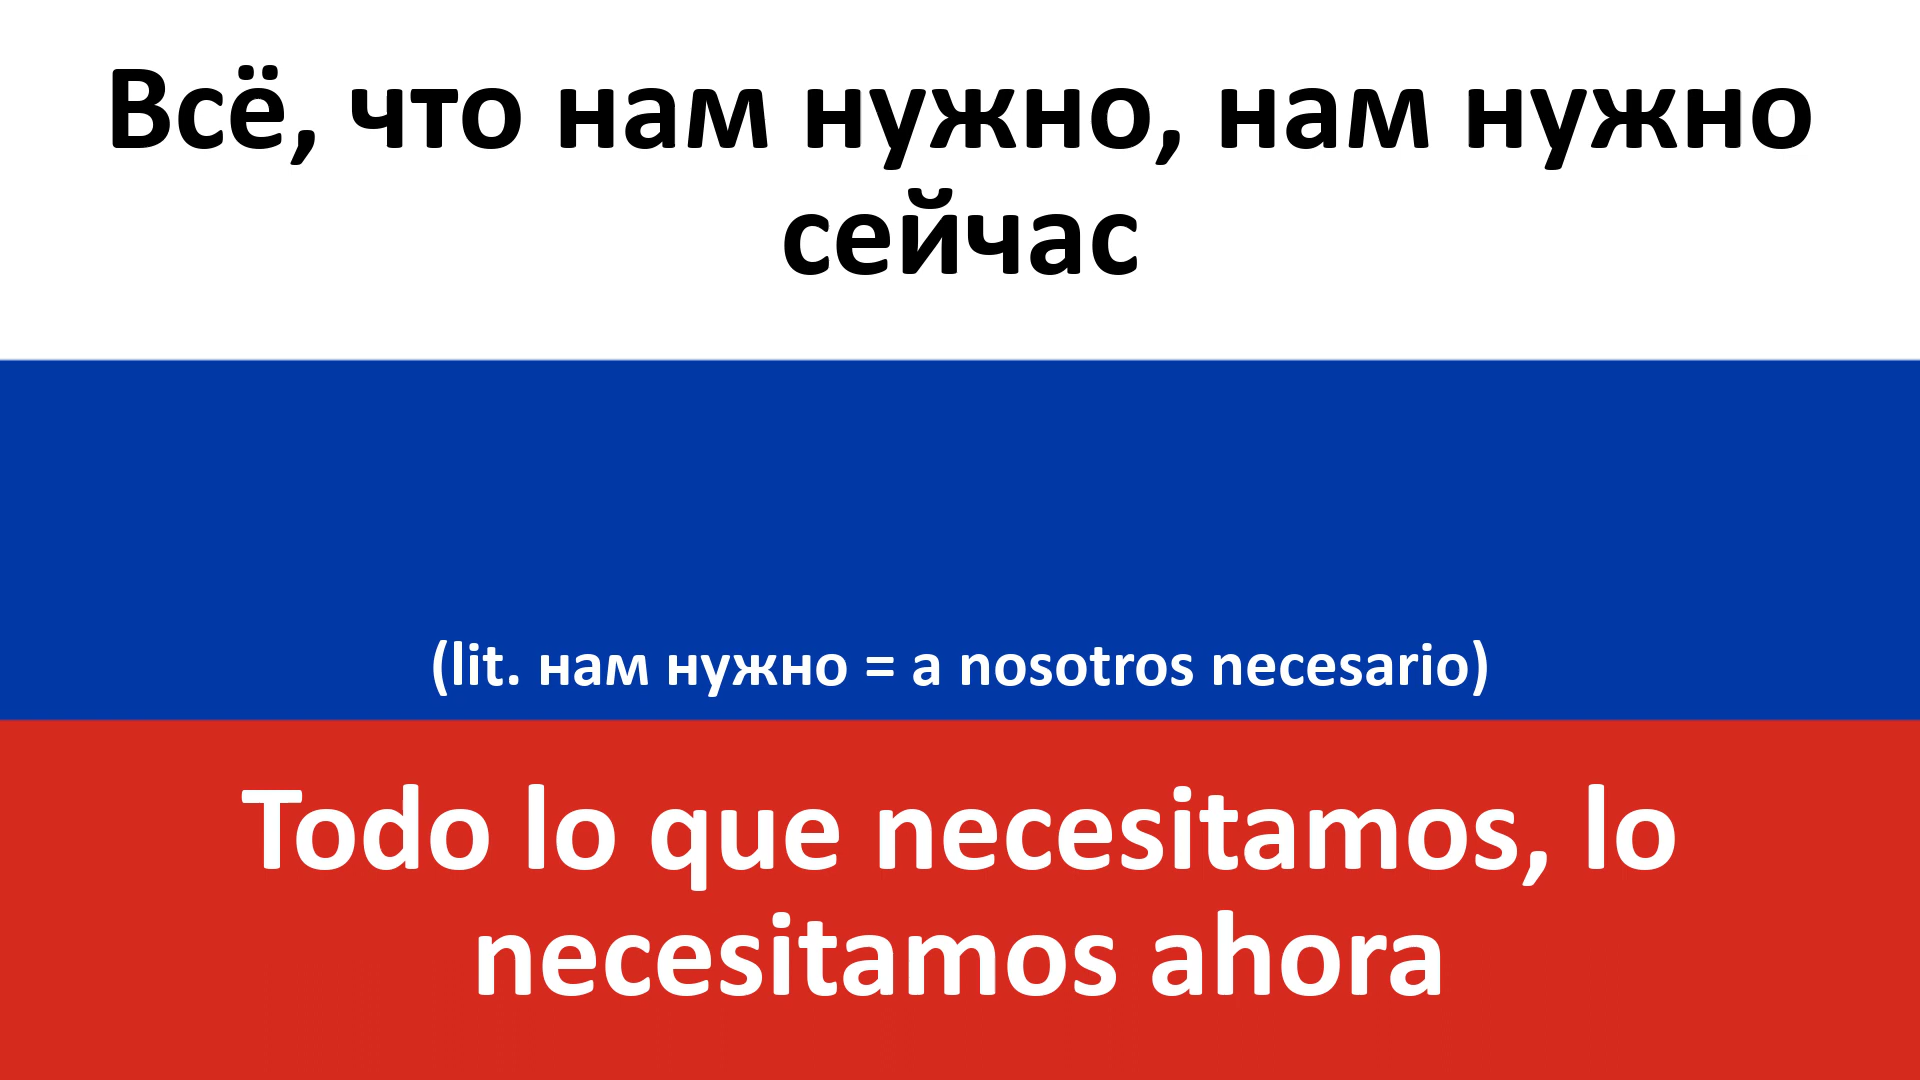 Всё, что нам нужно, нам нужно
сейчас
(lit. нам нужно = a nosotros necesario)
Todo lo que necesitamos, lo
necesitamos ahora